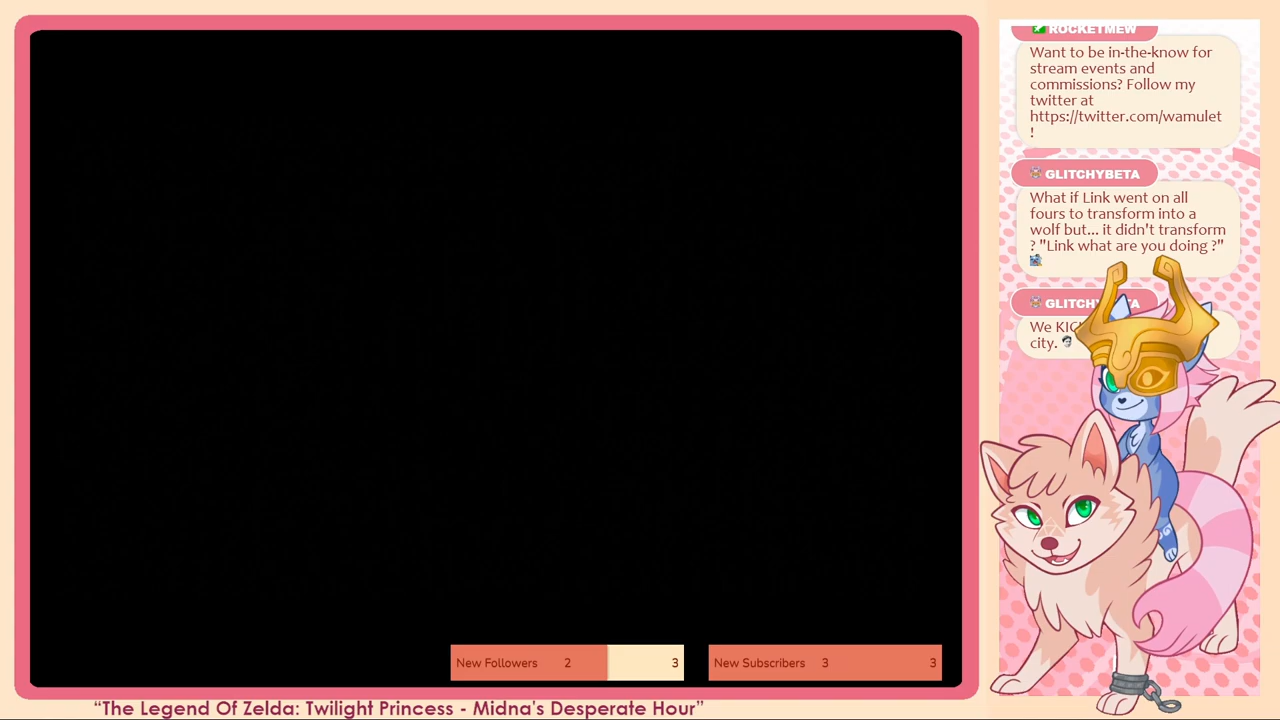 ROCKETMEW
Want to be in-the-know for
stream events and
commissions? Follow my
twitter at
https://twitter.com/wamulet
!
GLITCHYBETA
What if Link went on all
fours to transform into a
wolf but... it didn't transform
? "Link what are you doing ?"
We
city.
New Followers 2 3
New Subscribers 3 3
“The Legend Of Zelda: Twilight Princess - Midna's Desperate Hour”